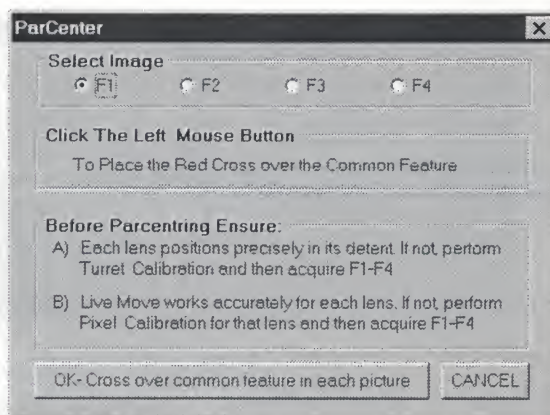 ParCenter
Select Image
F1 F2 F3 F4
Click The Left Mouse Button
To Place the Red Cross over the Common Feature
Before Parcentring Ensure:
A) Each lens positions precisely in its detent. If not, perform
Turret Calibration and then acquire F1-F4
B) Live Move works accurately for each lens. If not, perform
Pixel Calibration for that lens and then acquire F1-F4
OK- Cross over common feature in each picture CANCEL